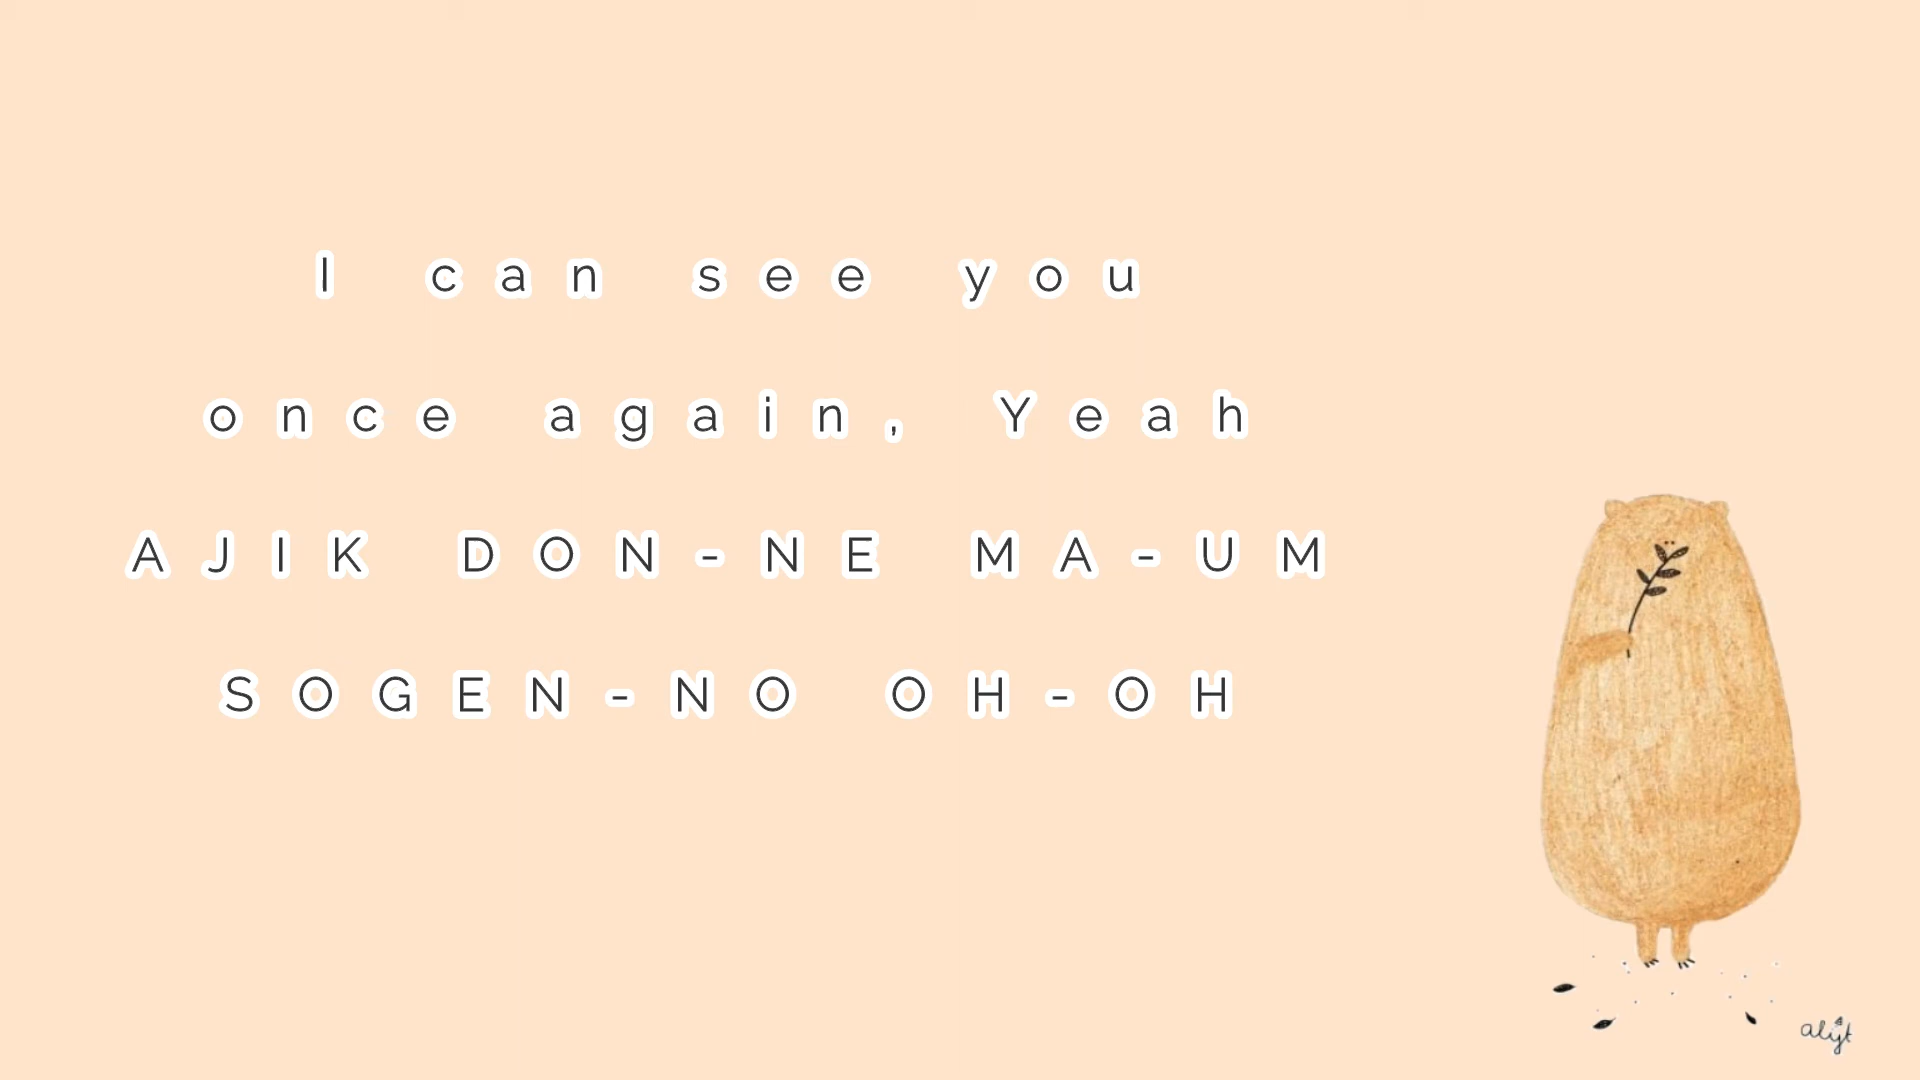 I can see you
once again, Yeah
AJIK DON-NE MA-UM
SOGEN-NO OH-OH